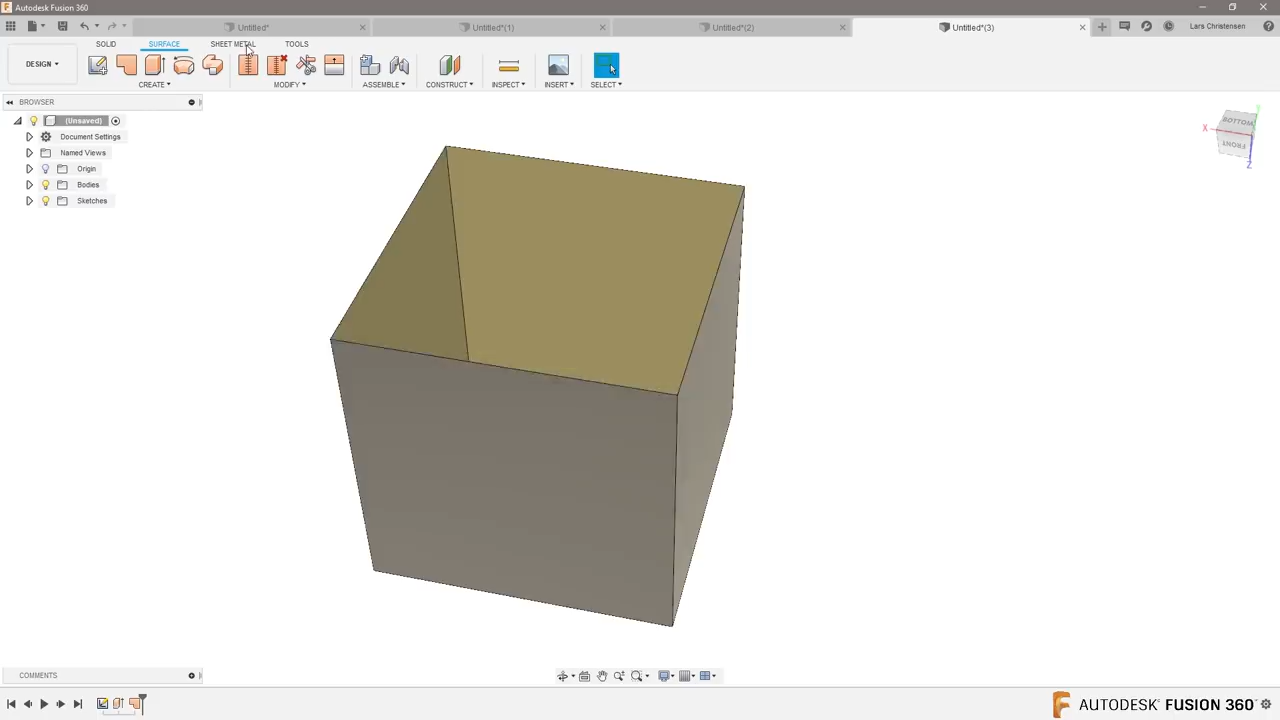 Autodesk Fusion 360
Untitled*
Untitled*(1)
Untitled*(2)
Untitled*(3)
Lars Christensen
SOLID
SURFACE
SHEET METAL
TOOLS
DESIGN
CREATE
MODIFY
ASSEMBLE
CONSTRUCT
INSPECT
INSERT
SELECT
BROWSER
(Unsaved)
Document Settings
Named Views
Origin
Bodies
Sketches
BOTTOM
FRONT
X
Z
COMMENTS
AUTODESK® FUSION 360°